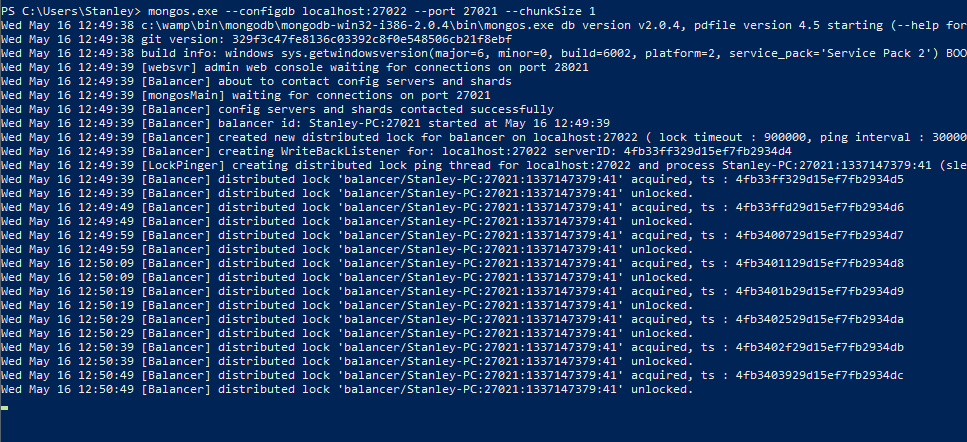 PS C:\Users\Stanley> mongos.exe --configdb localhost:27022 --port 27021 --chunkSize 1
Wed May 16 12:49:38 c:\wamp\bin\mongodb\mongodb-win32-i386-2.0.4\bin\mongos.exe db version v2.0.4, pdfile version 4.5 starting (--help for
Wed May 16 12:49:38 git version: 329f3c47fe8136c03392c8f0e548506cb21f8ebf
Wed May 16 12:49:38 build info: windows sys.getwindowsversion(major=6, minor=0, build=6002, platform=2, service_pack='Service Pack 2') BOO
Wed May 16 12:49:39 [websvr] admin web console waiting for connections on port 28021
Wed May 16 12:49:39 [Balancer] about to contact config servers and shards
Wed May 16 12:49:39 [mongosMain] waiting for connections on port 27021
Wed May 16 12:49:39 [Balancer] config servers and shards contacted successfully
Wed May 16 12:49:39 [Balancer] balancer id: Stanley-PC:27021 started at May 16 12:49:39
Wed May 16 12:49:39 [Balancer] created new distributed lock for balancer on localhost:27022 ( lock timeout : 900000, ping interval : 30000
Wed May 16 12:49:39 [Balancer] creating WriteBackListener for: localhost:27022 serverID: 4fb33ff329d15ef7fb2934d4
Wed May 16 12:49:39 [LockPinger] creating distributed lock ping thread for localhost:27022 and process Stanley-PC:27021:1337147379:41 (sle
Wed May 16 12:49:39 [Balancer] distributed lock 'balancer/Stanley-PC:27021:1337147379:41' acquired, ts : 4fb33ff329d15ef7fb2934d5
Wed May 16 12:49:39 [Balancer] distributed lock 'balancer/Stanley-PC:27021:1337147379:41' unlocked.
Wed May 16 12:49:49 [Balancer] distributed lock 'balancer/Stanley-PC:27021:1337147379:41' acquired, ts : 4fb33ffd29d15ef7fb2934d6
Wed May 16 12:49:49 [Balancer] distributed lock 'balancer/Stanley-PC:27021:1337147379:41' unlocked.
Wed May 16 12:49:59 [Balancer] distributed lock 'balancer/Stanley-PC:27021:1337147379:41' acquired, ts : 4fb3400729d15ef7fb2934d7
Wed May 16 12:49:59 [Balancer] distributed lock 'balancer/Stanley-PC:27021:1337147379:41' unlocked.
Wed May 16 12:50:09 [Balancer] distributed lock 'balancer/Stanley-PC:27021:1337147379:41' acquired, ts : 4fb3401129d15ef7fb2934d8
Wed May 16 12:50:09 [Balancer] distributed lock 'balancer/Stanley-PC:27021:1337147379:41' unlocked.
Wed May 16 12:50:19 [Balancer] distributed lock 'balancer/Stanley-PC:27021:1337147379:41' acquired, ts : 4fb3401b29d15ef7fb2934d9
Wed May 16 12:50:19 [Balancer] distributed lock 'balancer/Stanley-PC:27021:1337147379:41' unlocked.
Wed May 16 12:50:29 [Balancer] distributed lock 'balancer/Stanley-PC:27021:1337147379:41' acquired, ts : 4fb3402529d15ef7fb2934da
Wed May 16 12:50:29 [Balancer] distributed lock 'balancer/Stanley-PC:27021:1337147379:41' unlocked.
Wed May 16 12:50:39 [Balancer] distributed lock 'balancer/Stanley-PC:27021:1337147379:41' acquired, ts : 4fb3402f29d15ef7fb2934db
Wed May 16 12:50:39 [Balancer] distributed lock 'balancer/Stanley-PC:27021:1337147379:41' unlocked.
Wed May 16 12:50:49 [Balancer] distributed lock 'balancer/Stanley-PC:27021:1337147379:41' acquired, ts : 4fb3403929d15ef7fb2934dc
Wed May 16 12:50:49 [Balancer] distributed lock 'balancer/Stanley-PC:27021:1337147379:41' unlocked.